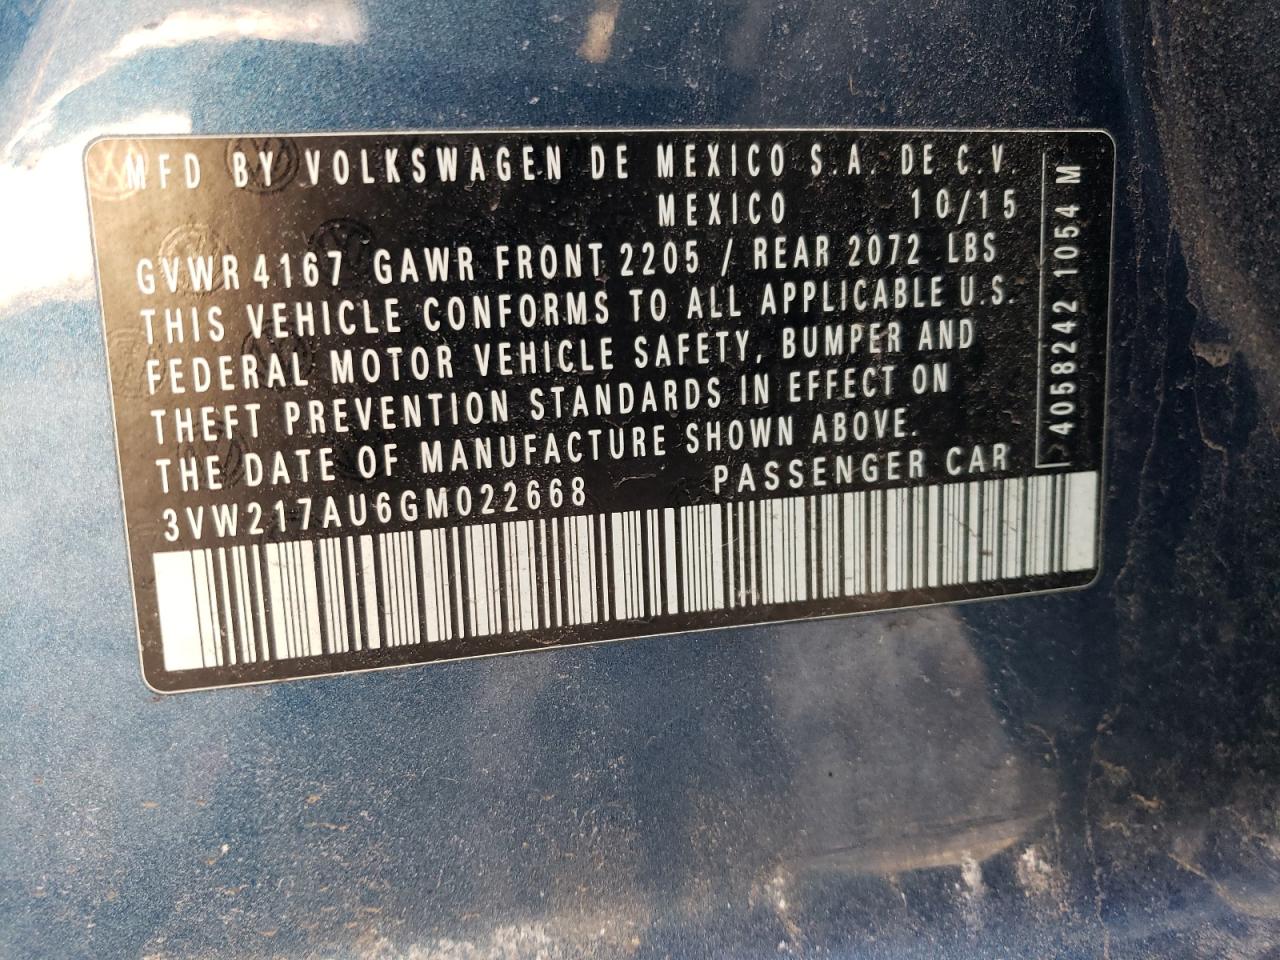 MFD BY VOLKSWAGEN DE MEXICO S.A. DE C.V.
MEXICO 10/15
GVWR 4167 GAWR FRONT 2205 / REAR 2072 LBS
THIS VEHICLE CONFORMS TO ALL APPLICABLE U.S.
FEDERAL MOTOR VEHICLE SAFETY, BUMPER AND
THEFT PREVENTION STANDARDS IN EFFECT ON
THE DATE OF MANUFACTURE SHOWN ABOVE.
3VW217AU6GM022668 PASSENGER CAR
>4058242 1054 M